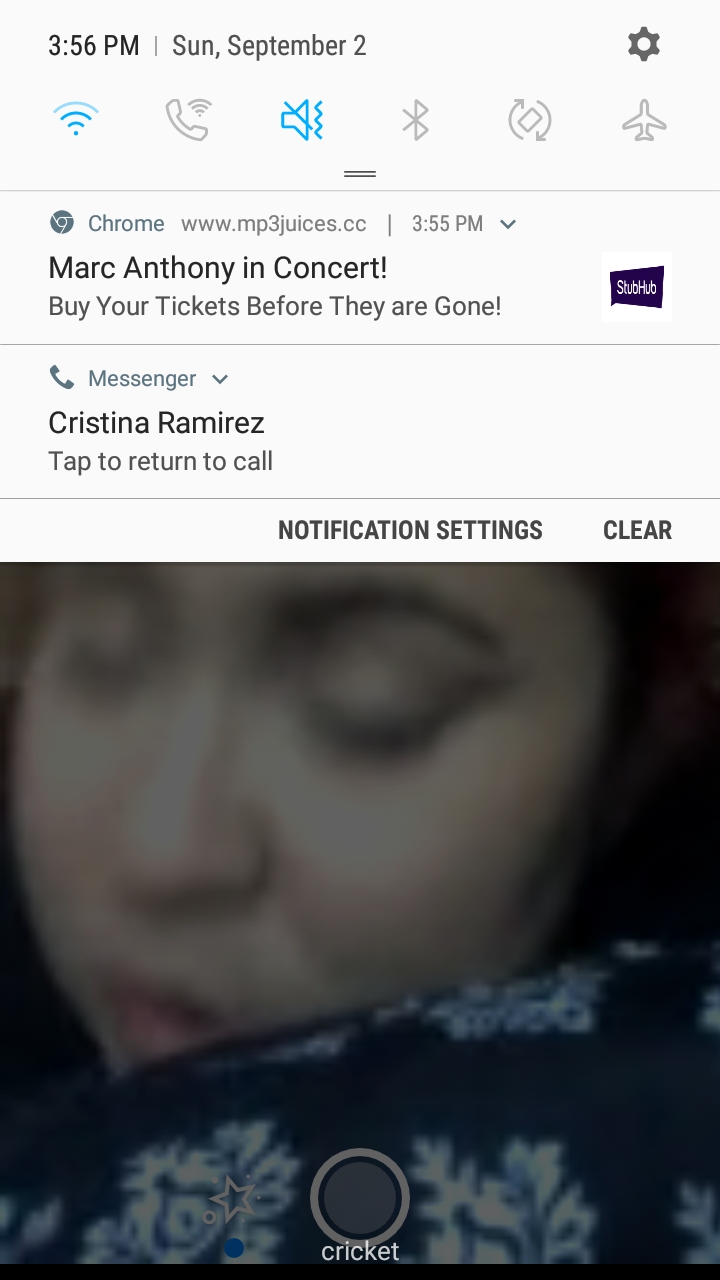 3:56 PM | Sun, September 2
Chrome www.mp3juices.cc | 3:55 PM
Marc Anthony in Concert!
Buy Your Tickets Before They are Gone!
StubHub
Messenger
Cristina Ramirez
Tap to return to call
NOTIFICATION SETTINGS CLEAR
cricket